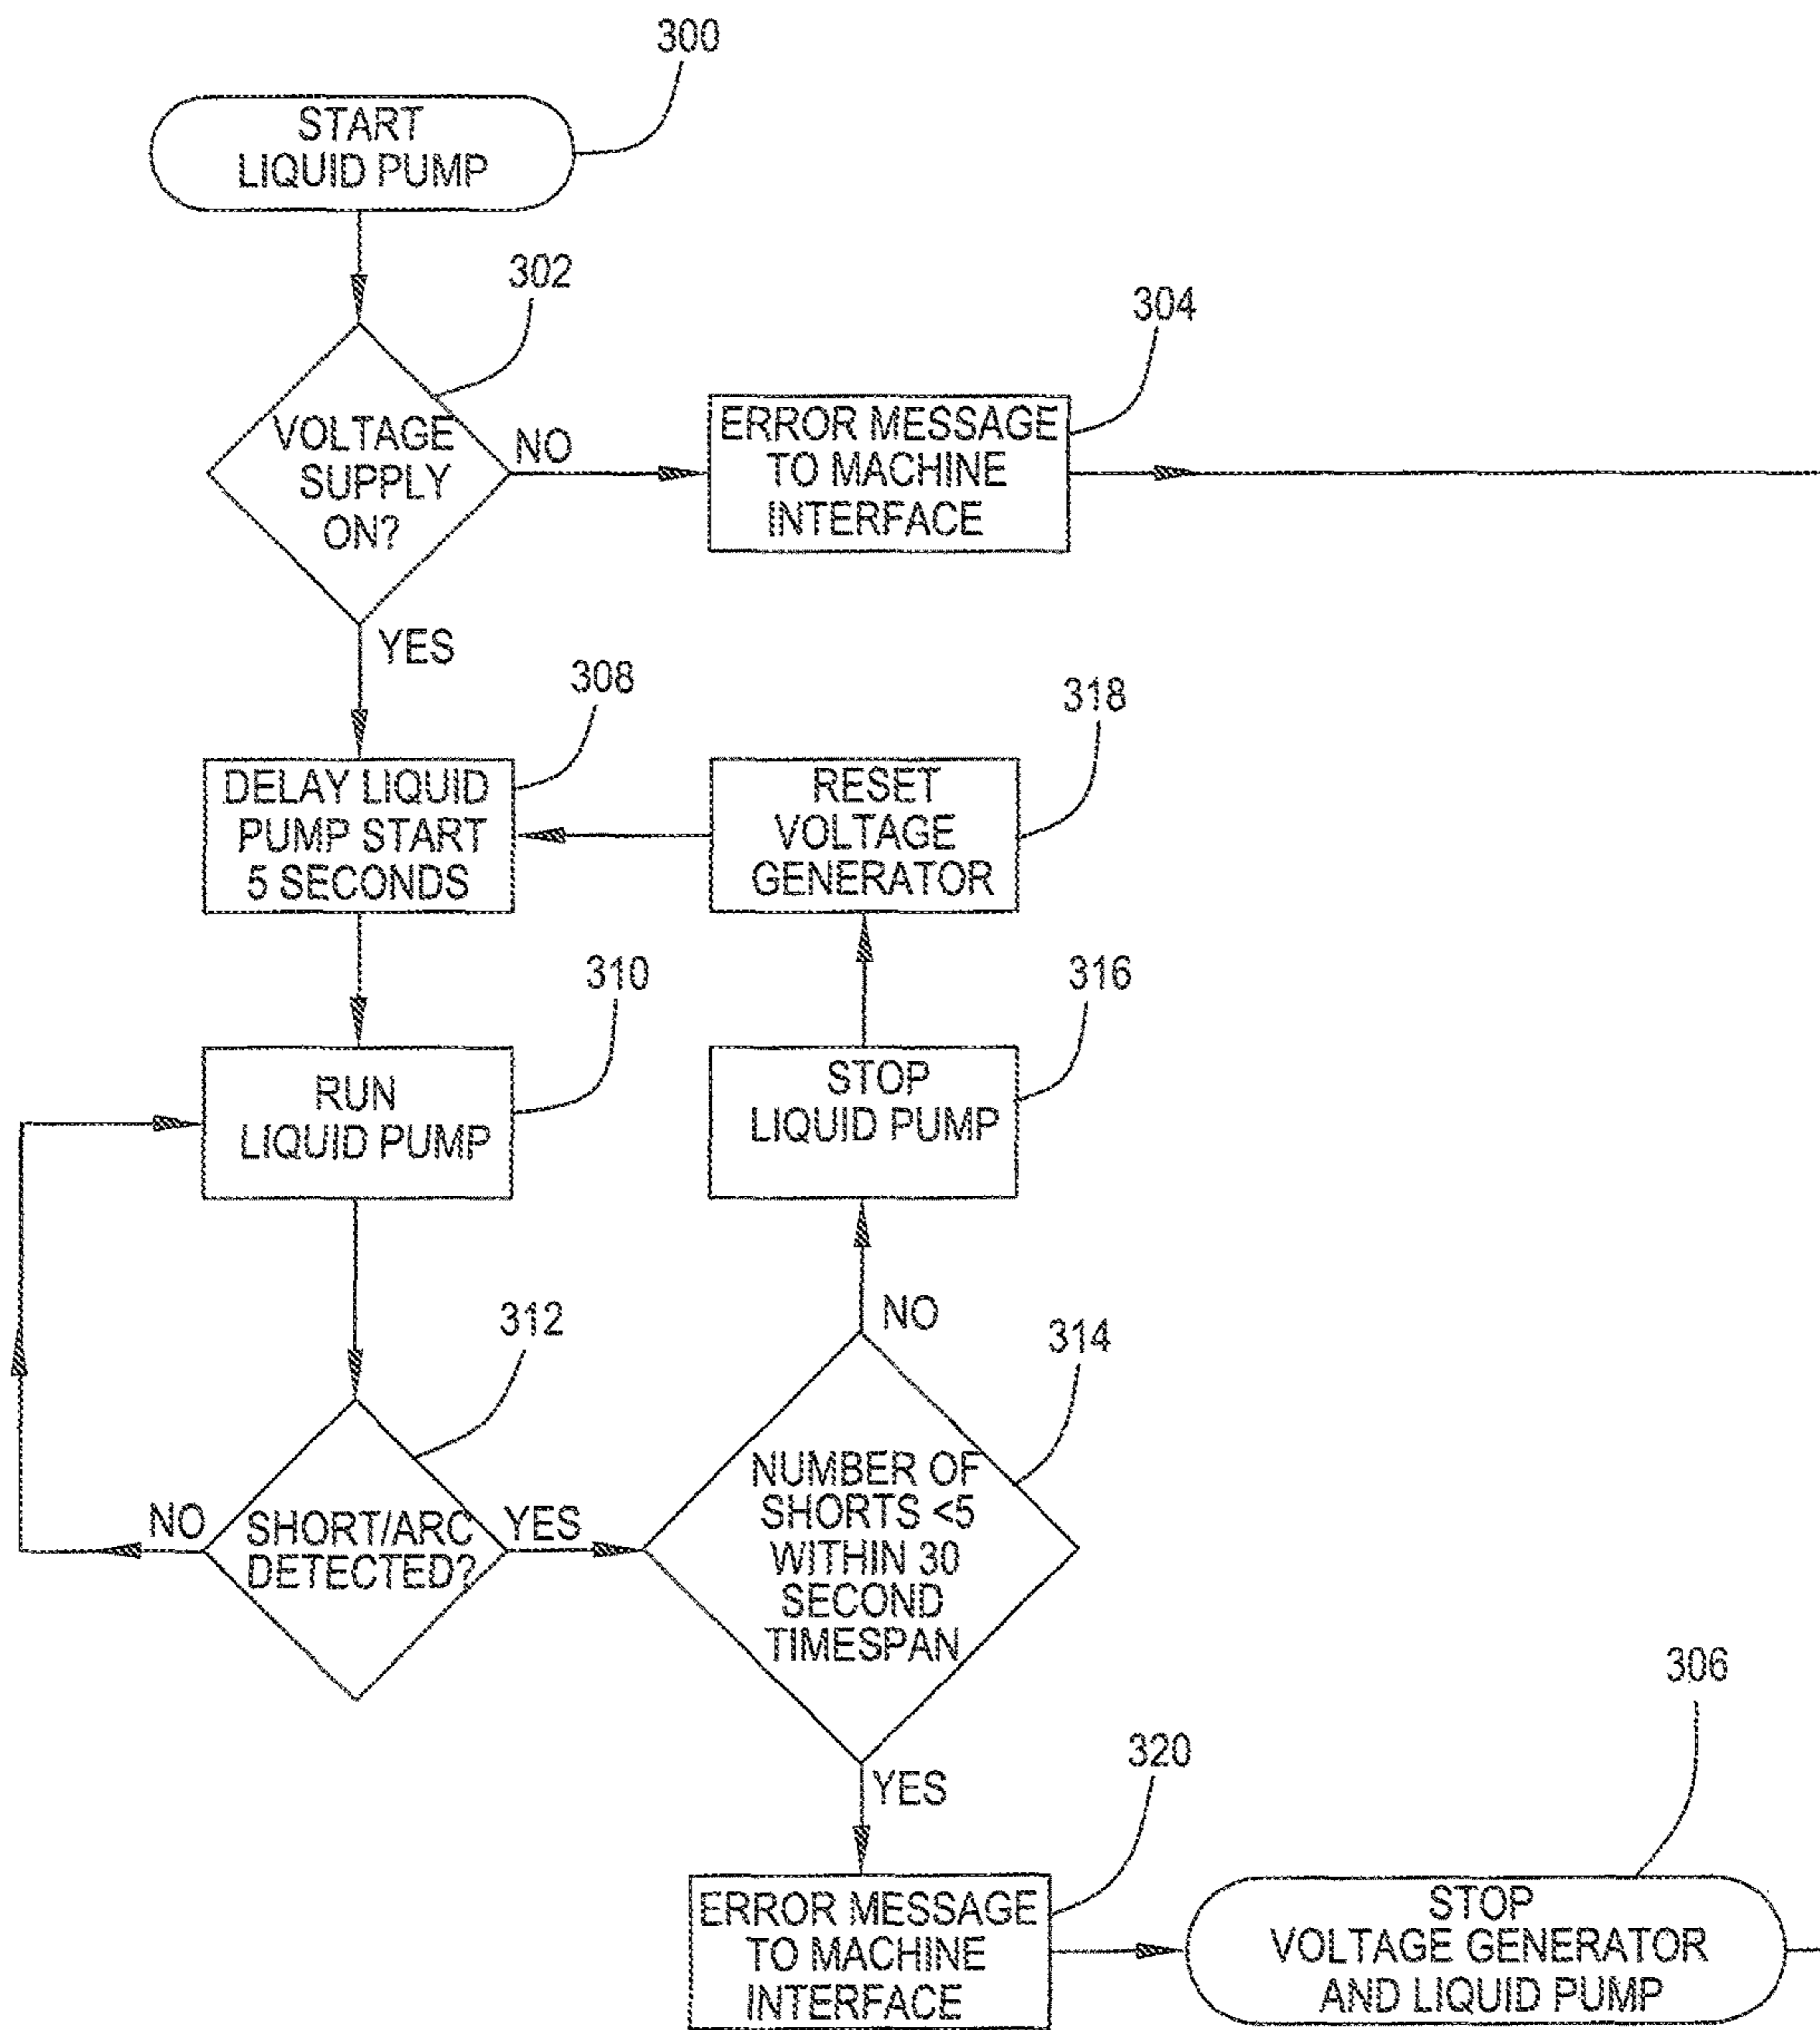 300
START
LIQUID PUMP
302
304
VOLTAGE
SUPPLY
ON?
NO
ERROR MESSAGE
TO MACHINE
INTERFACE
YES
308
318
DELAY LIQUID
PUMP START
5 SECONDS
RESET
VOLTAGE
GENERATOR
310
316
RUN
LIQUID PUMP
STOP
LIQUID PUMP
312
NO
314
NO
SHORT/ARC
DETECTED?
YES
NUMBER OF
SHORTS <5
WITHIN 30
SECOND
TIMESPAN
306
YES
320
ERROR MESSAGE
TO MACHINE
INTERFACE
STOP
VOLTAGE GENERATOR
AND LIQUID PUMP